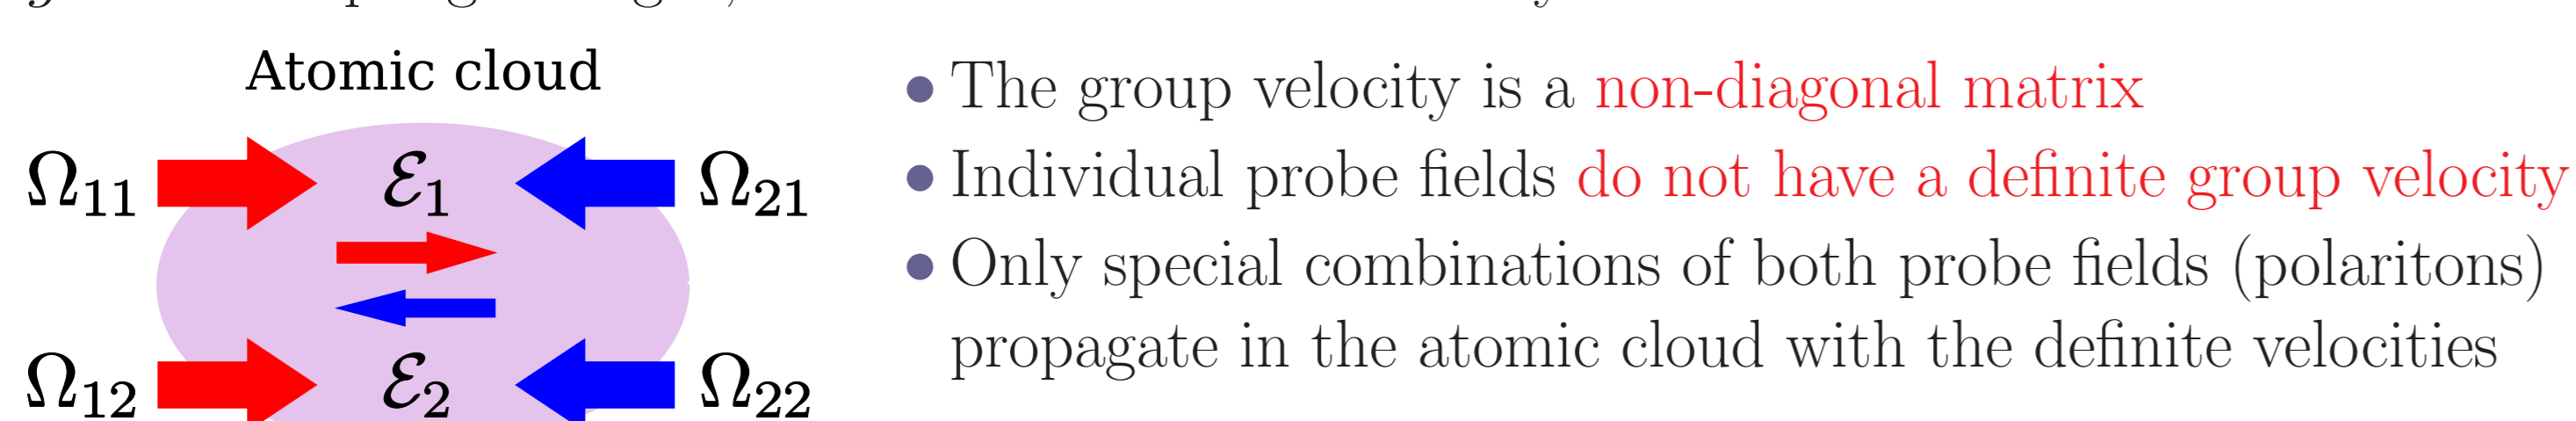 Atomic cloud
Ω11 ℰ1 Ω21
Ω12 ℰ2 Ω22
• The group velocity is a non-diagonal matrix
• Individual probe fields do not have a definite group velocity
• Only special combinations of both probe fields (polaritons)
propagate in the atomic cloud with the definite velocities